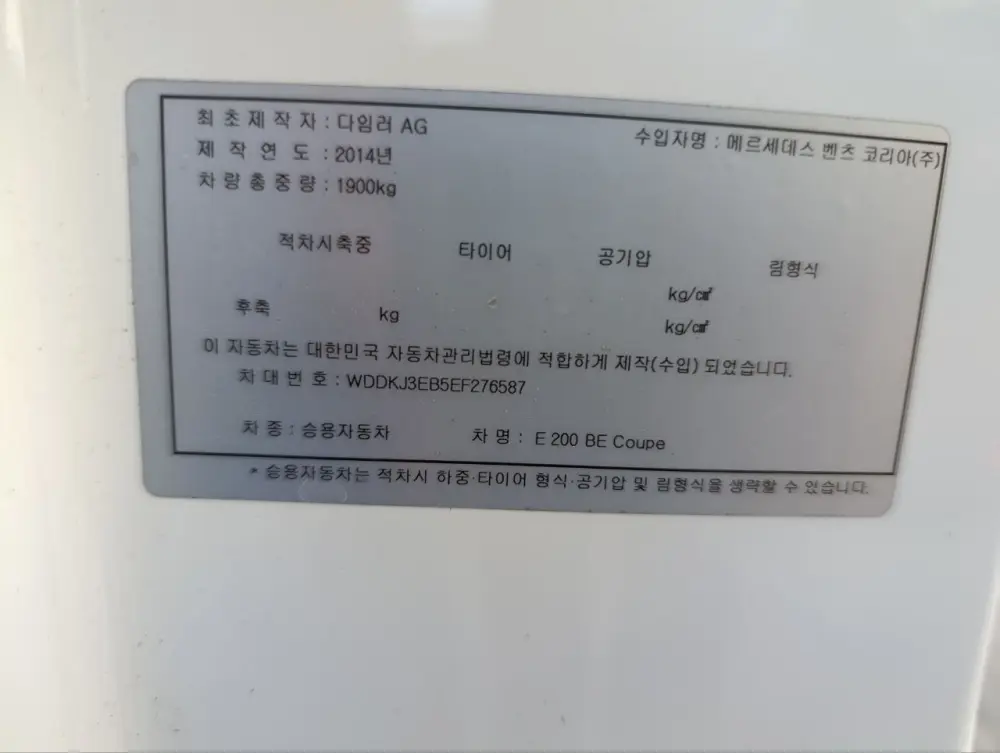 최초제작자 : 다임러 AG 수입자명 : 메르세데스 벤츠 코리아(주)
제작연도 : 2014년
차량총중량 : 1900kg
적차시축중 타이어 공기압 림형식
kg/㎠
후축 kg kg/㎠
이 자동차는 대한민국 자동차관리법령에 적합하게 제작(수입) 되었습니다.
차대번호 : WDDKJ3EB5EF276587
차종 : 승용자동차 차명 : E 200 BE Coupe
* 승용자동차는 적차시 하중·타이어 형식·공기압 및 림형식을 생략할 수 있습니다.